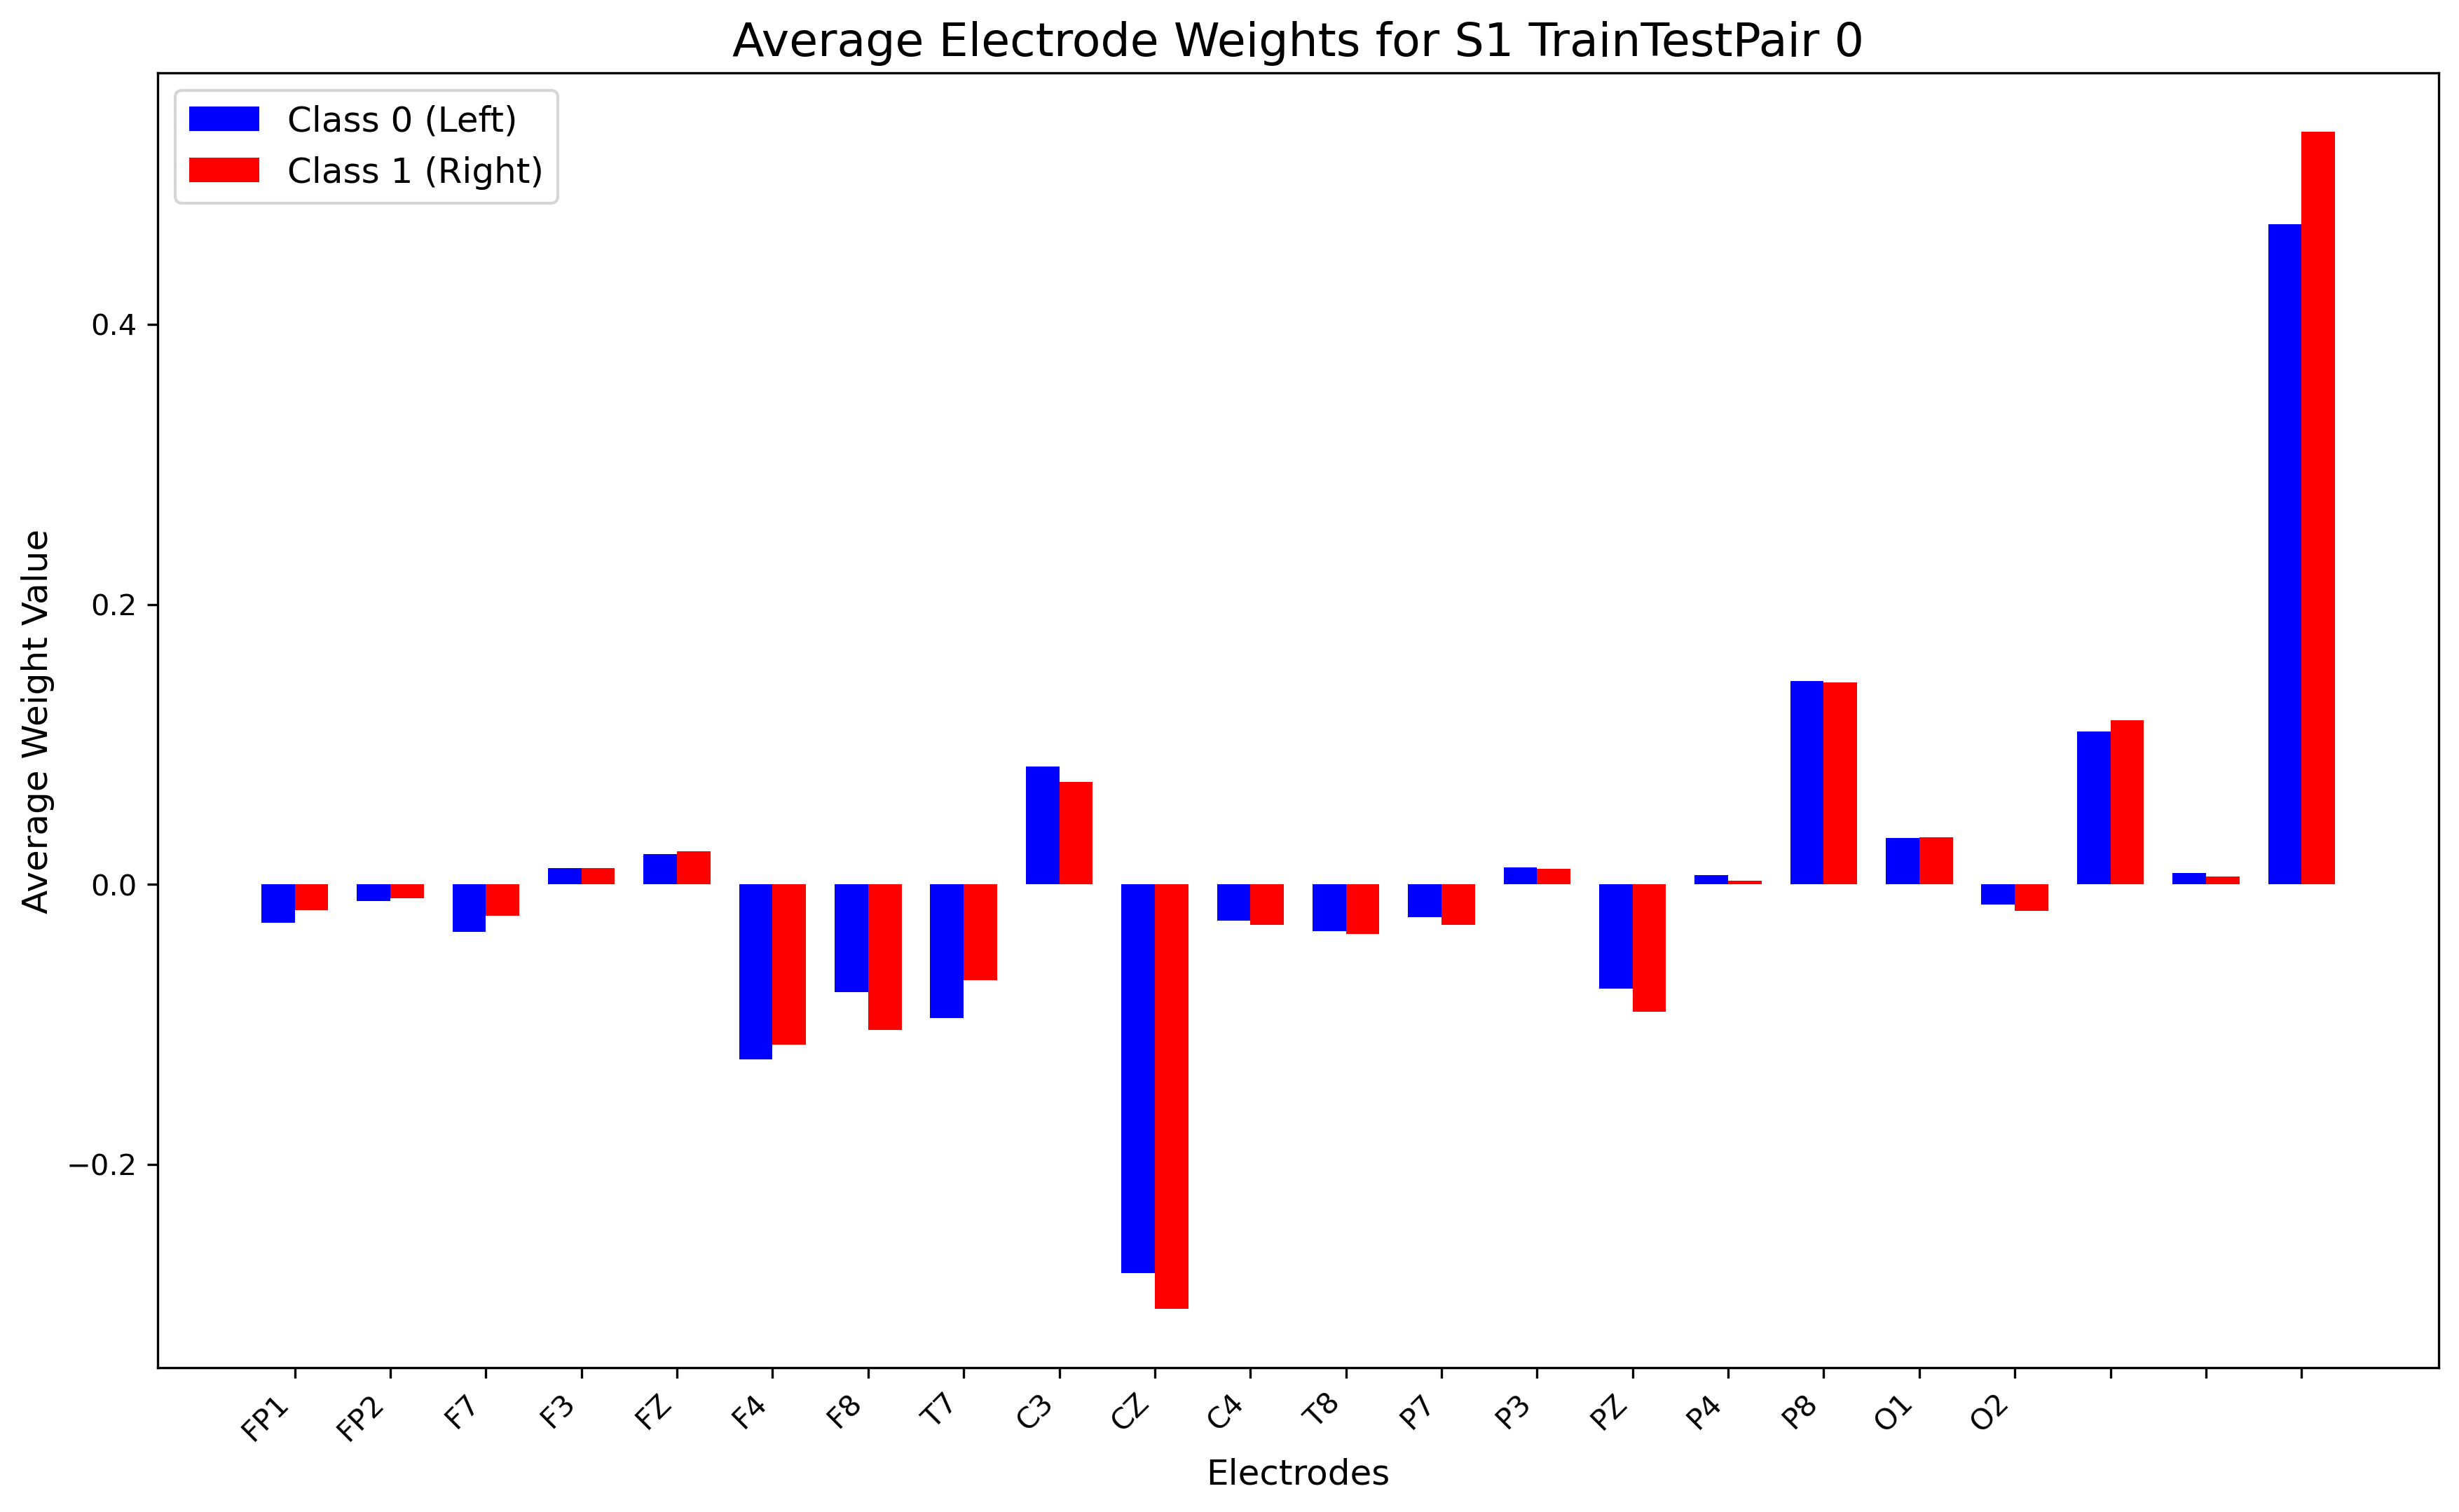 Average Electrode Weights for S1 TrainTestPair 0
Class 0 (Left)
Class 1 (Right)
Average Weight Value
0.4
0.2
0.0
−0.2
FP1 FP2 F7 F3 FZ F4 F8 T7 C3 CZ C4 T8 P7 P3 PZ P4 P8 O1 O2
Electrodes